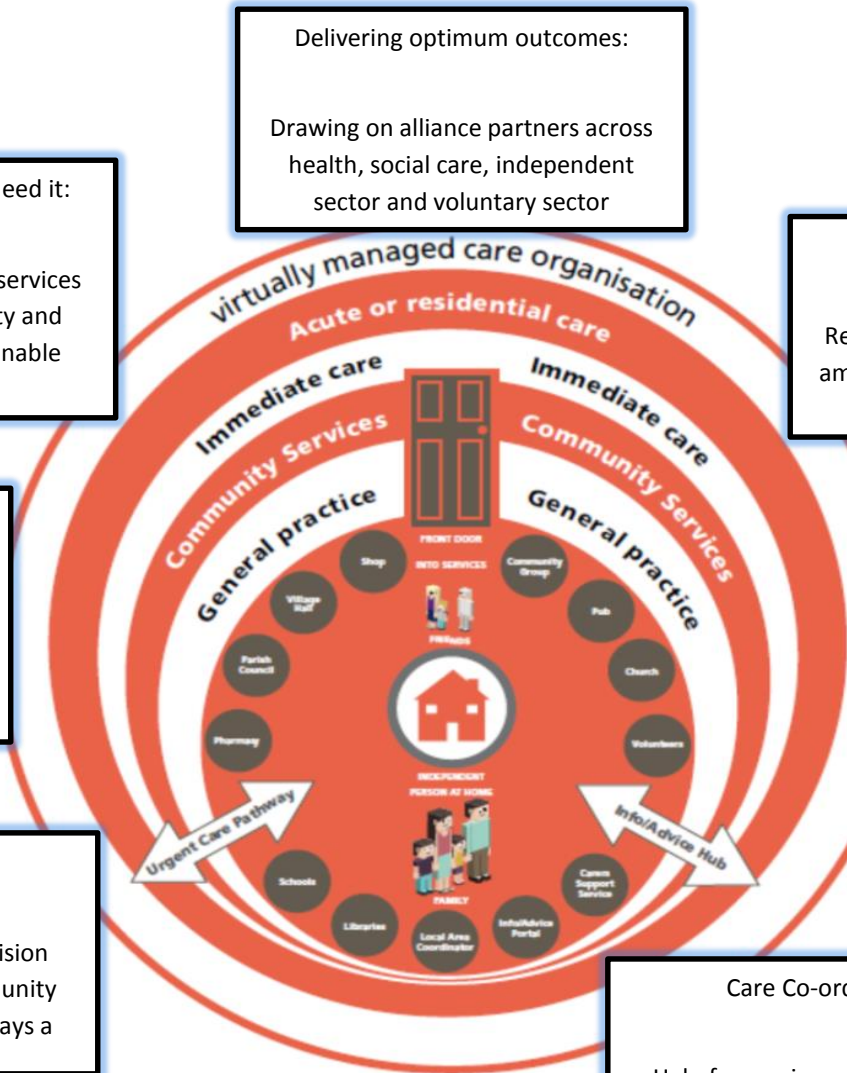 Delivering optimum outcomes:
Drawing on alliance partners across
health, social care, independent
sector and voluntary sector
eed it:
services
ty and
nable
Re
am
virtually managed care organisation
Acute or residential care
Immediate care
Immediate care
Community Services
Community Services
General practice
General practice
FRONT DOOR
INTO SERVICES
Shop
Community
Group
Village
Hall
Pub
FRIENDS
Parish
Council
Church
Pharmacy
Volunteers
INDEPENDENT
PERSON AT HOME
Urgent Care Pathway
Info/Advice Hub
Schools
Carers
Support
Service
FAMILY
Libraries
Local Area
Coordinator
Info/Advice
Portal
ision
unity
ays a
Care Co-or